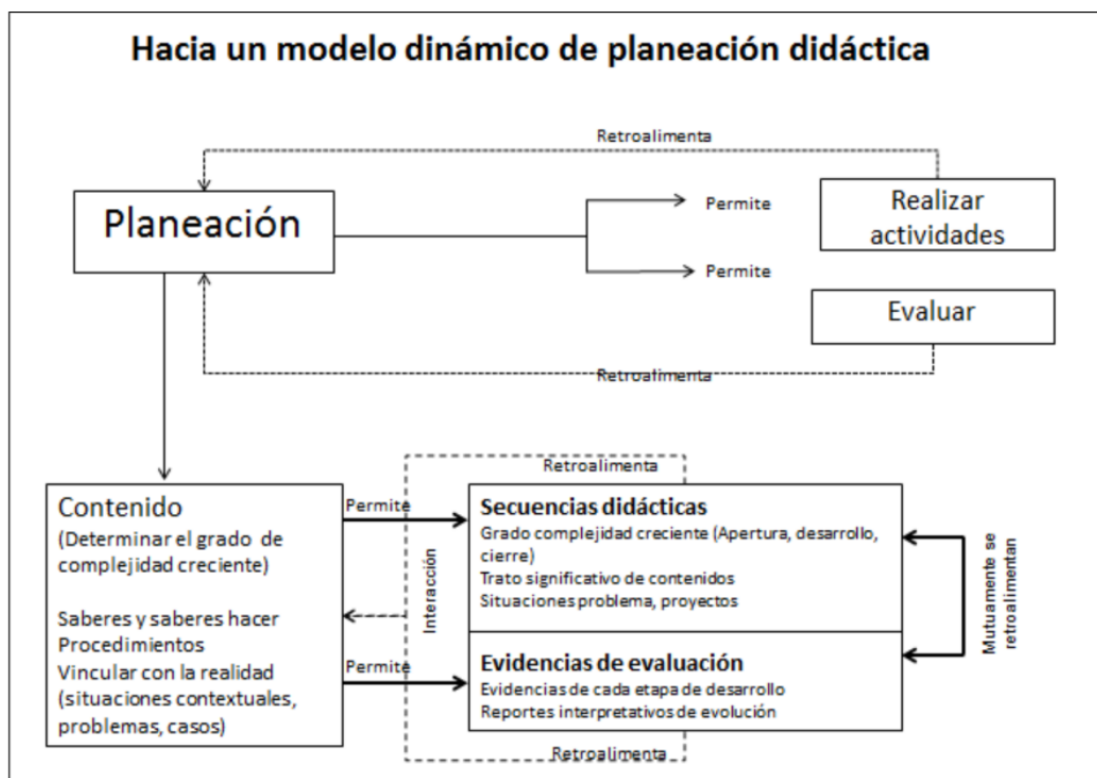 Hacia un modelo dinámico de planeación didáctica
Retroalimenta
Planeación
Permite
Realizar
actividades
Permite
Evaluar
Retroalimenta
Retroalimenta
Contenido
(Determinar el grado de
complejidad creciente)
Saberes y saberes hacer
Procedimientos
Vincular con la realidad
(situaciones contextuales,
problemas, casos)
Permite
Permite
Interacción
Secuencias didácticas
Grado complejidad creciente (Apertura, desarrollo,
cierre)
Trato significativo de contenidos
Situaciones problema, proyectos
Evidencias de evaluación
Evidencias de cada etapa de desarrollo
Reportes interpretativos de evolución
Retroalimenta
Mutuamente se
retroalimentan